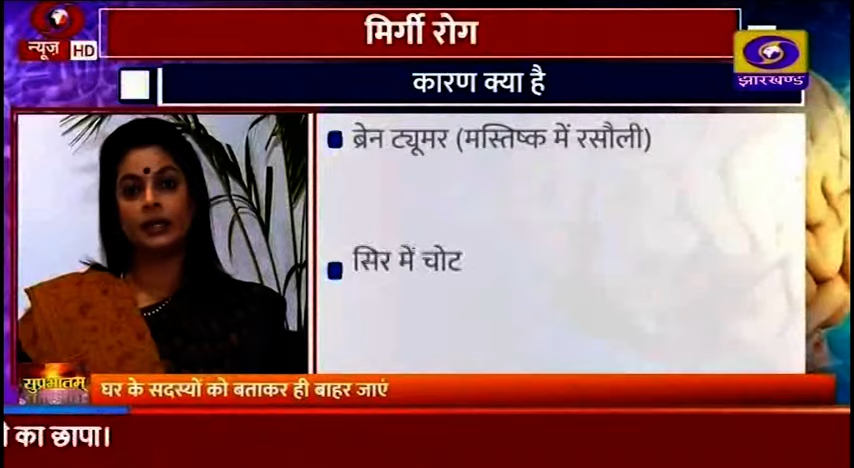 न्यूज़ HD
मिर्गी रोग
झारखण्ड
कारण क्या है
ब्रेन ट्यूमर (मस्तिष्क में रसौली)
सिर में चोट
सुप्रभातम्
घर के सदस्यों को बताकर ही बाहर जाएं
का छापा।